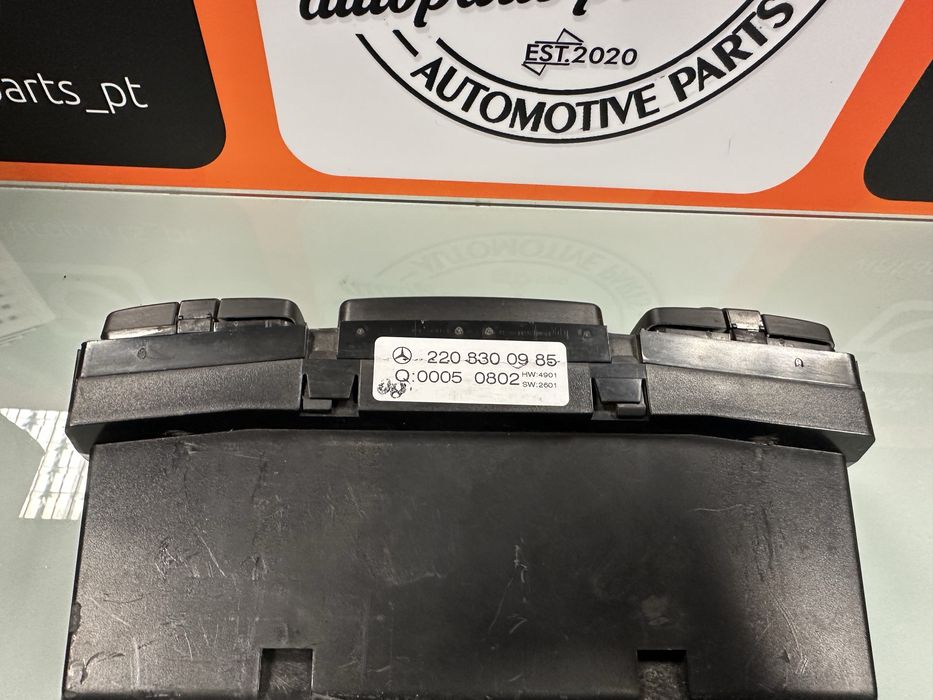 EST.2020
AUTOMOTIVE PARTS
arts_pt
220 830 09 85
Q:0005 0802 HW:4901
SW:2601